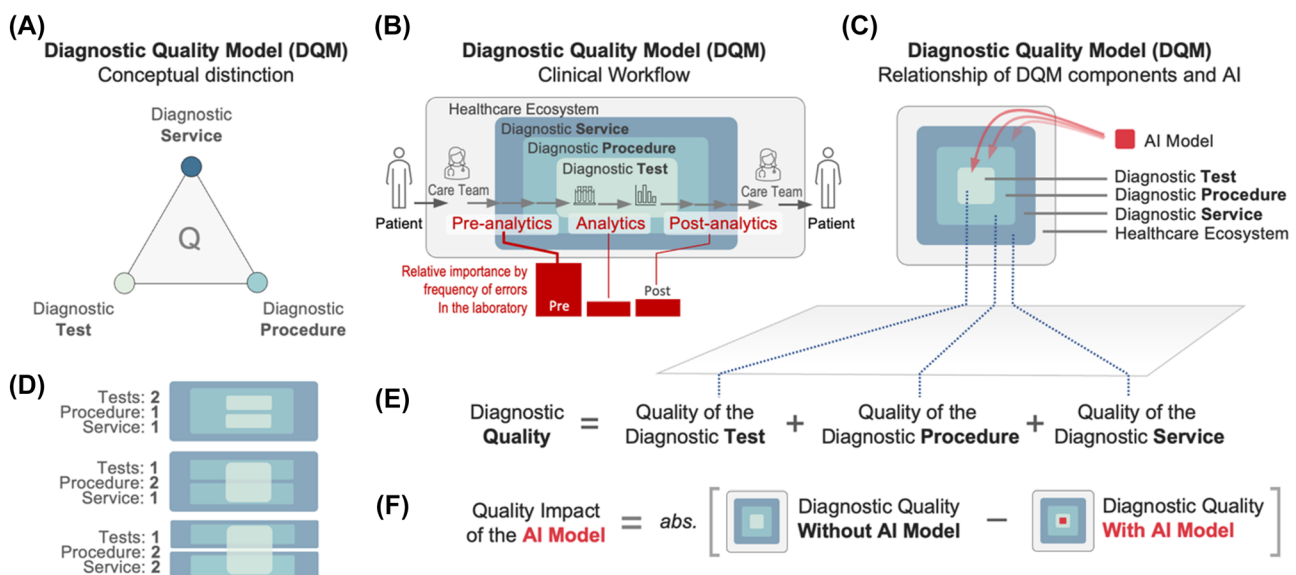 (A)
Diagnostic Quality Model (DQM)
Conceptual distinction
Diagnostic
Service
Q
Diagnostic
Test
Diagnostic
Procedure
(B)
Diagnostic Quality Model (DQM)
Clinical Workflow
Healthcare Ecosystem
Diagnostic Service
Diagnostic Procedure
Diagnostic Test
Care Team
Care Team
Patient
Pre-analytics
Analytics
Post-analytics
Patient
Relative importance by
frequency of errors
In the laboratory
Pre
Post
(C)
Diagnostic Quality Model (DQM)
Relationship of DQM components and AI
AI Model
Diagnostic Test
Diagnostic Procedure
Diagnostic Service
Healthcare Ecosystem
(D)
Tests: 2
Procedure: 1
Service: 1
Tests: 1
Procedure: 2
Service: 1
Tests: 1
Procedure: 2
Service: 2
(E)
Diagnostic
Quality
=
Quality of the
Diagnostic Test
+
Quality of the
Diagnostic Procedure
+
Quality of the
Diagnostic Service
(F)
Quality Impact
of the AI Model
=
abs.
[
Diagnostic Quality
Without AI Model
−
Diagnostic Quality
With AI Model
]